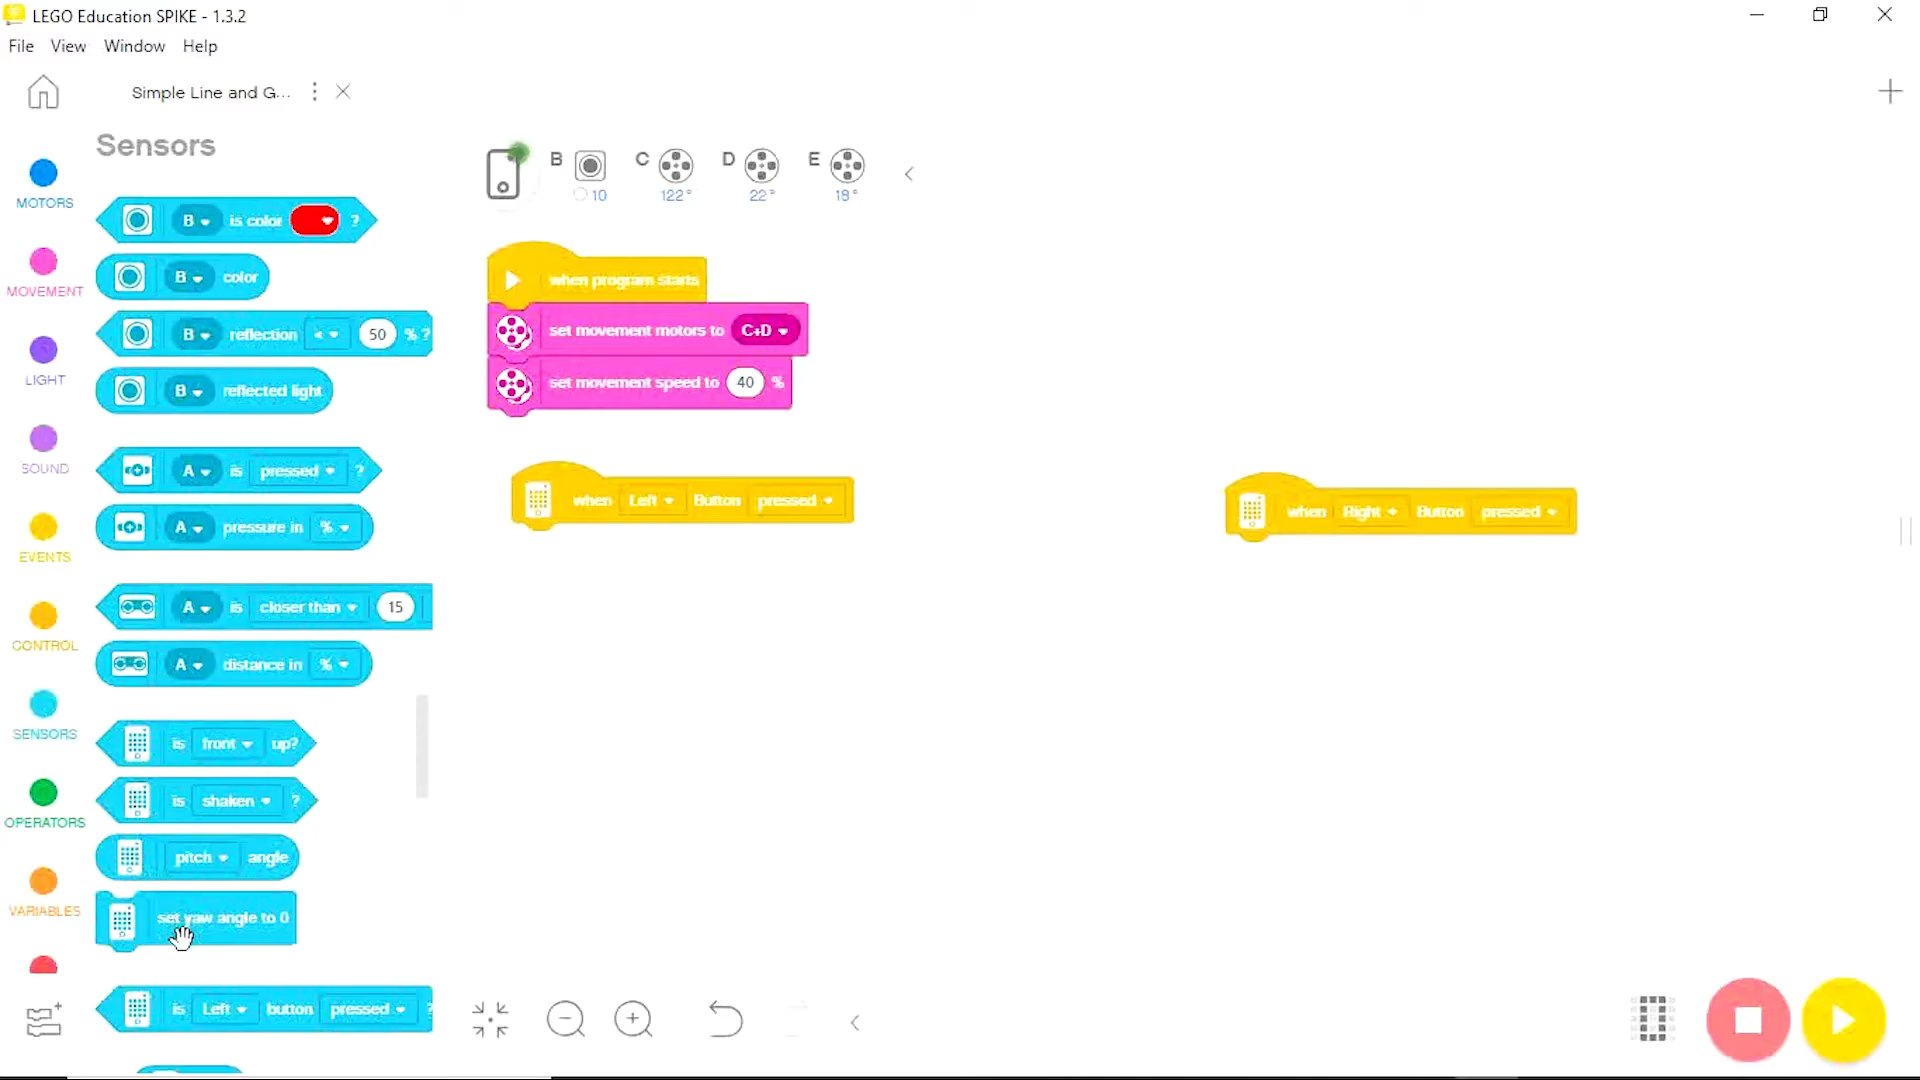 LEGO Education SPIKE - 1.3.2
File View Window Help
Simple Line and G...
Sensors
MOTORS
MOVEMENT
LIGHT
SOUND
EVENTS
CONTROL
SENSORS
OPERATORS
VARIABLES
B is color ?
B color
B reflection < 50 % ?
B reflected light
A is pressed ?
A pressure in %
A is closer than 15
A distance in %
is front up?
is shaken ?
pitch angle
set yaw angle to 0
is Left button pressed ?
B C D E
10 122° 22° 18°
when program starts
set movement motors to C+D
set movement speed to 40 %
when Left Button pressed
when Right Button pressed